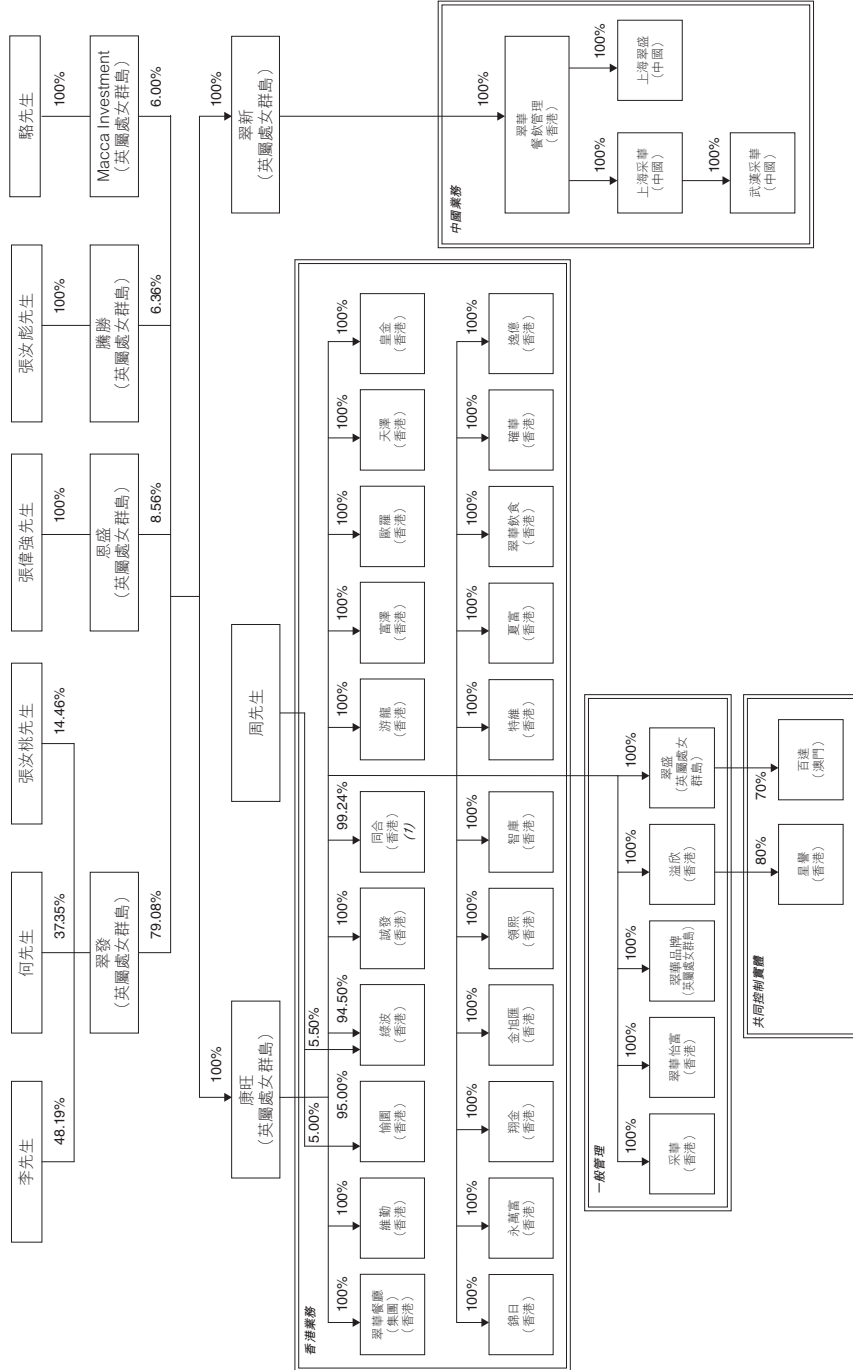 李先生
何先生
張汝桃先生
張偉強先生
張汝彪先生
駱先生
48.19%
37.35%
14.46%
100%
100%
100%
翠發
(英屬處女群島)
恩盛
(英屬處女群島)
騰勝
(英屬處女群島)
Macca Investment
(英屬處女群島)
79.08%
8.56%
6.36%
6.00%
100%
100%
康旺
(英屬處女群島)
周先生
翠新
(英屬處女群島)
5.00%
5.50%
100%
香港業務
100%
100%
95.00%
94.50%
100%
99.24%
100%
100%
100%
100%
100%
翠華餐廳
(集團)
(香港)
維勤
(香港)
愉園
(香港)
綠波
(香港)
誠發
(香港)
同合
(香港)
(1)
游龍
(香港)
富澤
(香港)
歐羅
(香港)
天澤
(香港)
皇金
(香港)
100%
100%
100%
100%
100%
100%
100%
100%
100%
100%
100%
錦日
(香港)
永萬富
(香港)
翔金
(香港)
金旭匯
(香港)
領熙
(香港)
智庫
(香港)
特維
(香港)
夏富
(香港)
翠華飲食
(香港)
確華
(香港)
逸億
(香港)
中國業務
翠華
餐飲管理
(香港)
100%
100%
上海采華
(中國)
上海翠盛
(中國)
100%
武漢采華
(中國)
一般管理
100%
100%
100%
100%
100%
采華
(香港)
翠華怡富
(香港)
翠華品牌
(英屬處女群島)
溢欣
(香港)
翠盛
(英屬處女
群島)
共同控制實體
80%
70%
星譽
(香港)
百達
(澳門)